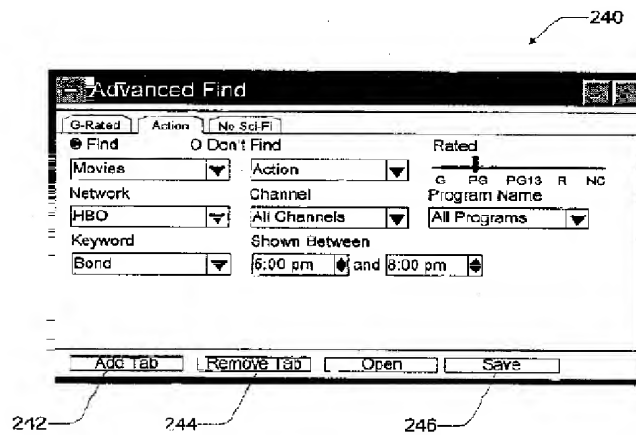 240
Advanced Find
G-Rated Action No Sci-Fi
Find Don't Find Rated
Movies Action
G PG PG13 R NC
Network Channel Program Name
HBO All Channels All Programs
Keyword Shown Between
Bond 6:00 pm and 8:00 pm
Add Tab Remove Tab Open Save
242 244 246